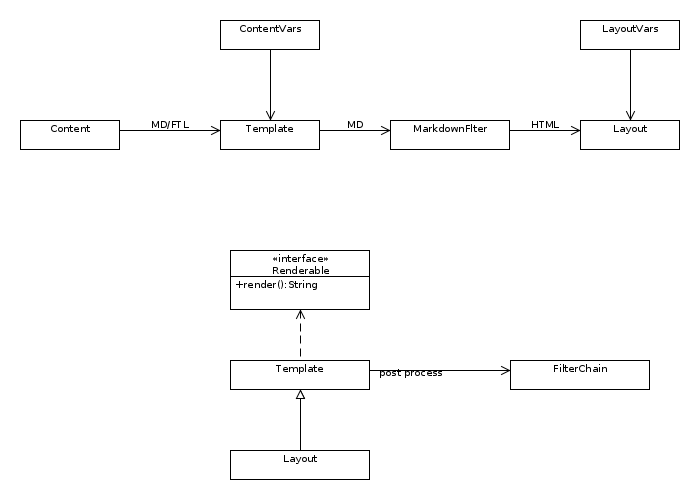 ContentVars
LayoutVars
Content
MD/FTL
Template
MD
MarkdownFlter
HTML
Layout
«interface»
Renderable
+render(): String
Template
post process
FilterChain
Layout